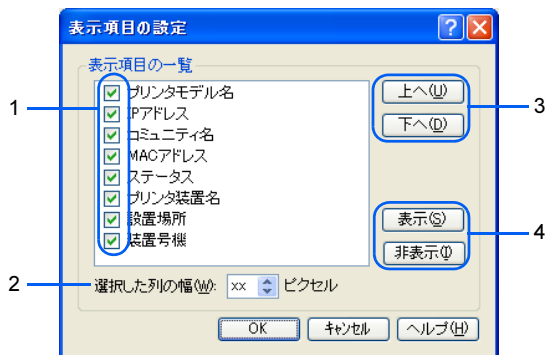 表示項目の設定
表示項目の一覧
1
プリンタモデル名
IPアドレス
コミュニティ名
MACアドレス
ステータス
プリンタ装置名
設置場所
装置号機
上へ(U)
下へ(D)
3
表示(S)
非表示(I)
4
2
選択した列の幅(W): xx ピクセル
OK キャンセル ヘルプ(H)